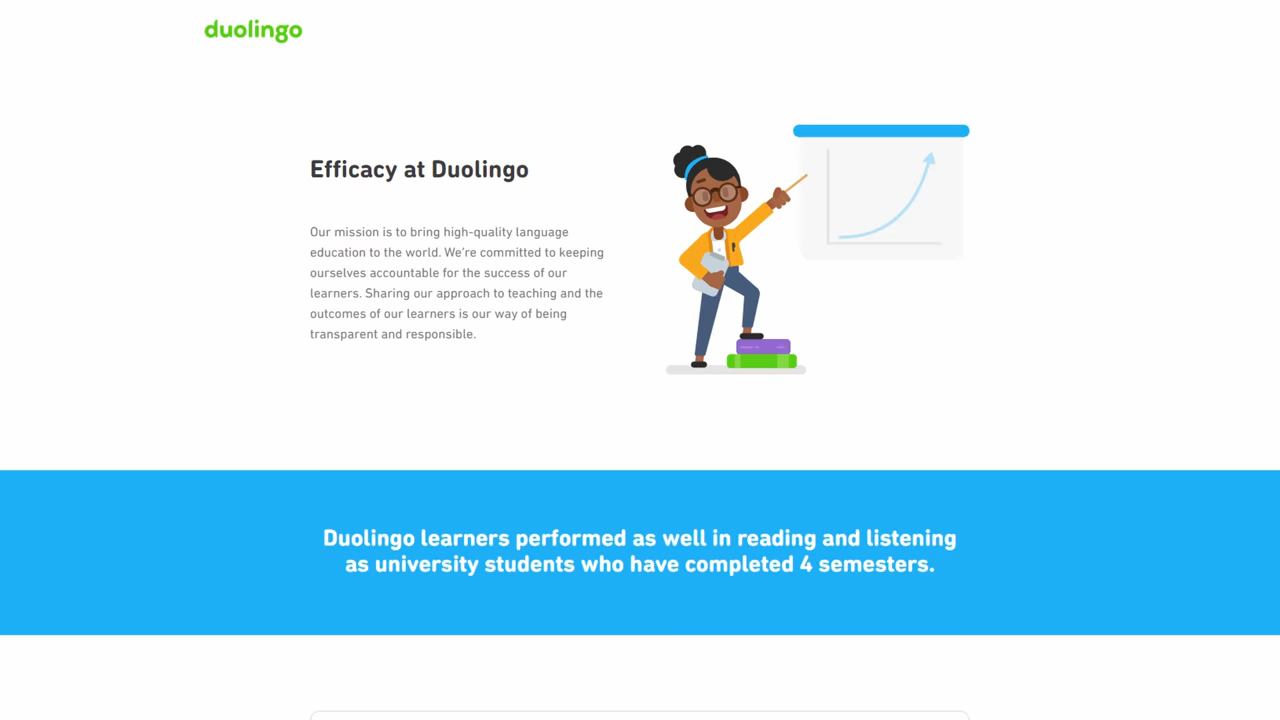 duolingo
Efficacy at Duolingo
Our mission is to bring high-quality language
education to the world. We're committed to keeping
ourselves accountable for the success of our
learners. Sharing our approach to teaching and the
outcomes of our learners is our way of being
transparent and responsible.
Duolingo learners performed as well in reading and listening
as university students who have completed 4 semesters.